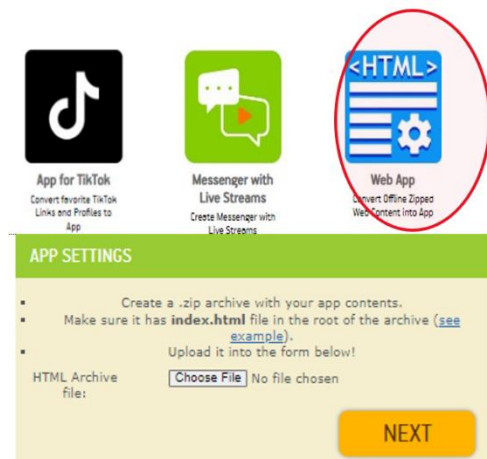 <HTML>
App for TikTok
Convert favorite TikTok
Links and Profiles to
App
Messenger with
Live Streams
Create Messenger with
Live Streams
Web App
Convert Offline Zipped
Web Content into App
APP SETTINGS
Create a .zip archive with your app contents.
Make sure it has index.html file in the root of the archive (see
example).
Upload it into the form below!
HTML Archive
file:
Choose File No file chosen
NEXT